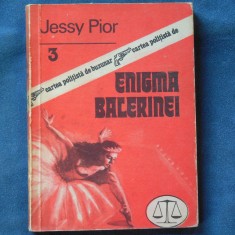 Jessy Pior
3
cartea polițistă de buzunar cartea polițistă de
ENIGMA
BALERINEI